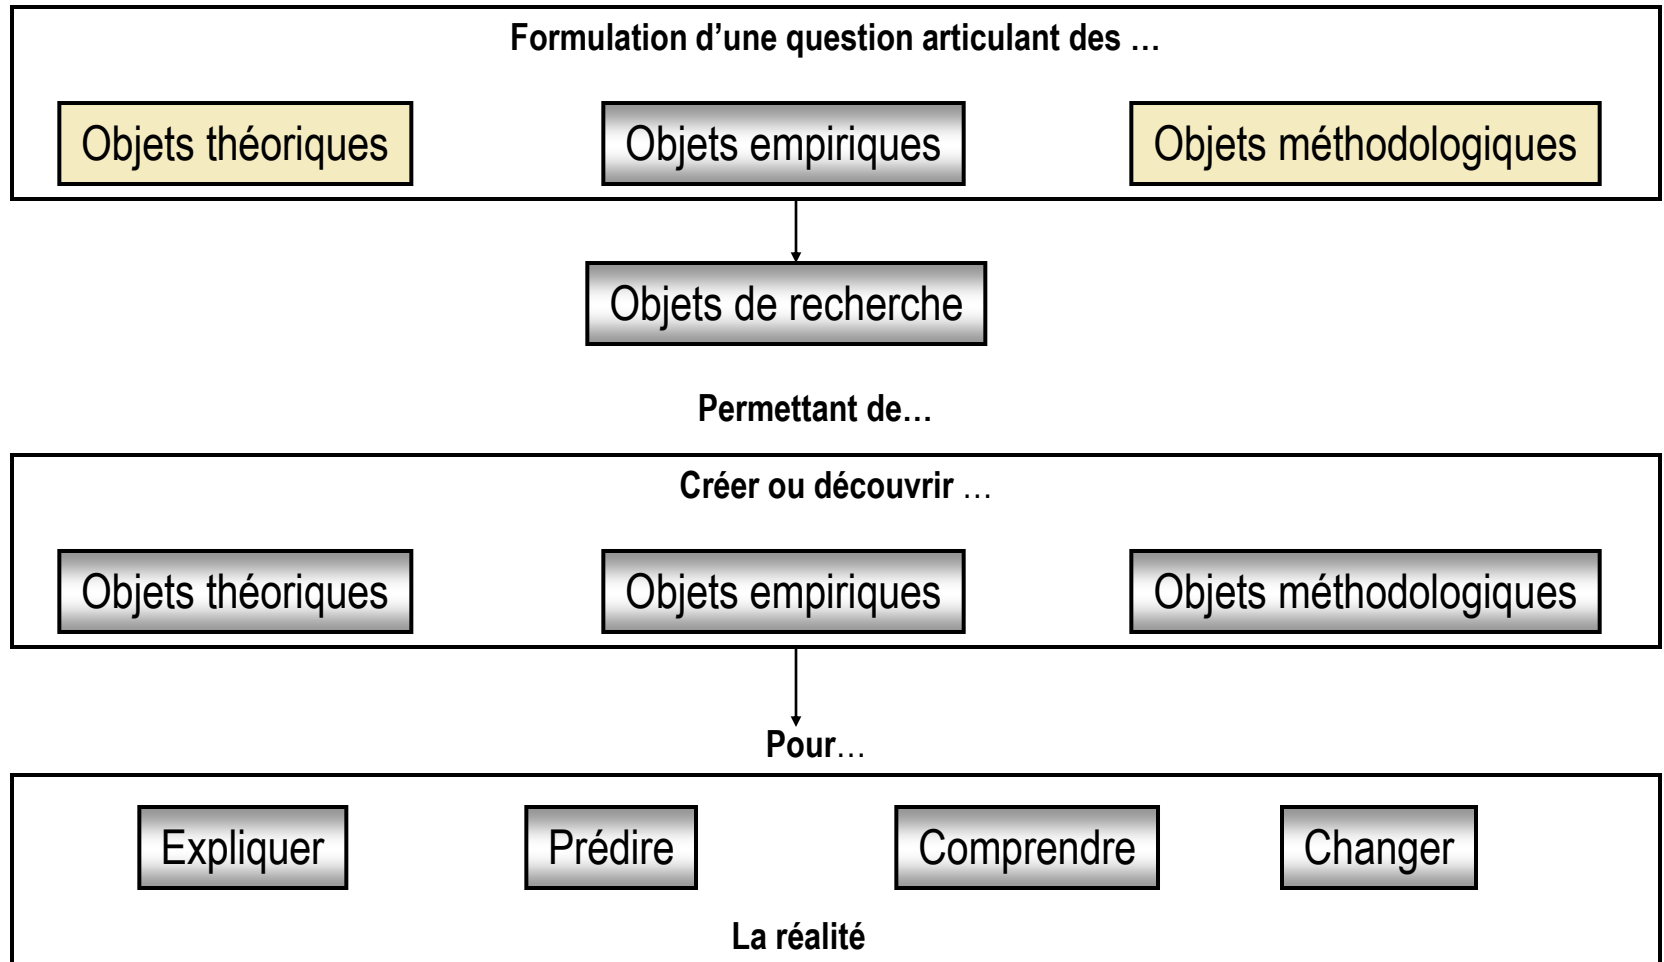 Formulation d’une question articulant des …
Objets théoriques
Objets empiriques
Objets méthodologiques
Objets de recherche
Permettant de…
Créer ou découvrir …
Objets théoriques
Objets empiriques
Objets méthodologiques
Pour…
Expliquer
Prédire
Comprendre
Changer
La réalité